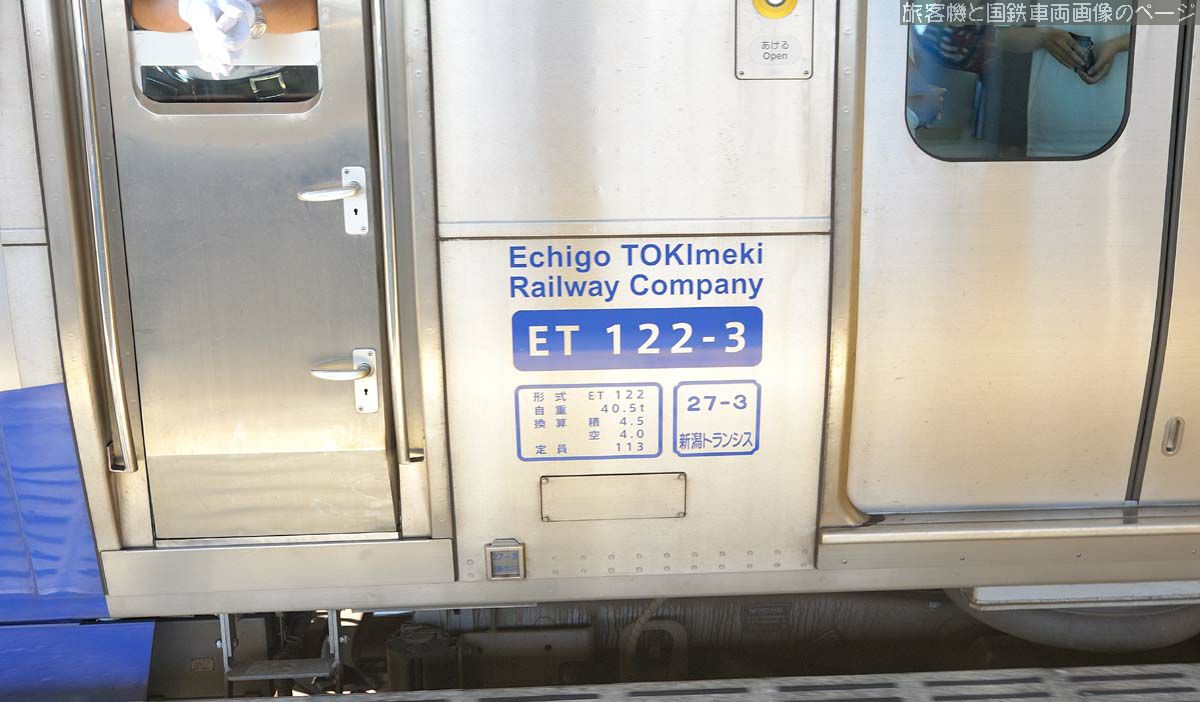 旅客機と国鉄車両画像のページ
あける
Open
Echigo TOKImeki
Railway Company
ET 122-3
形式 ET 122
自重 40.5t
換算 積 4.5
空 4.0
定員 113
27-3
新潟トランシス
27-3